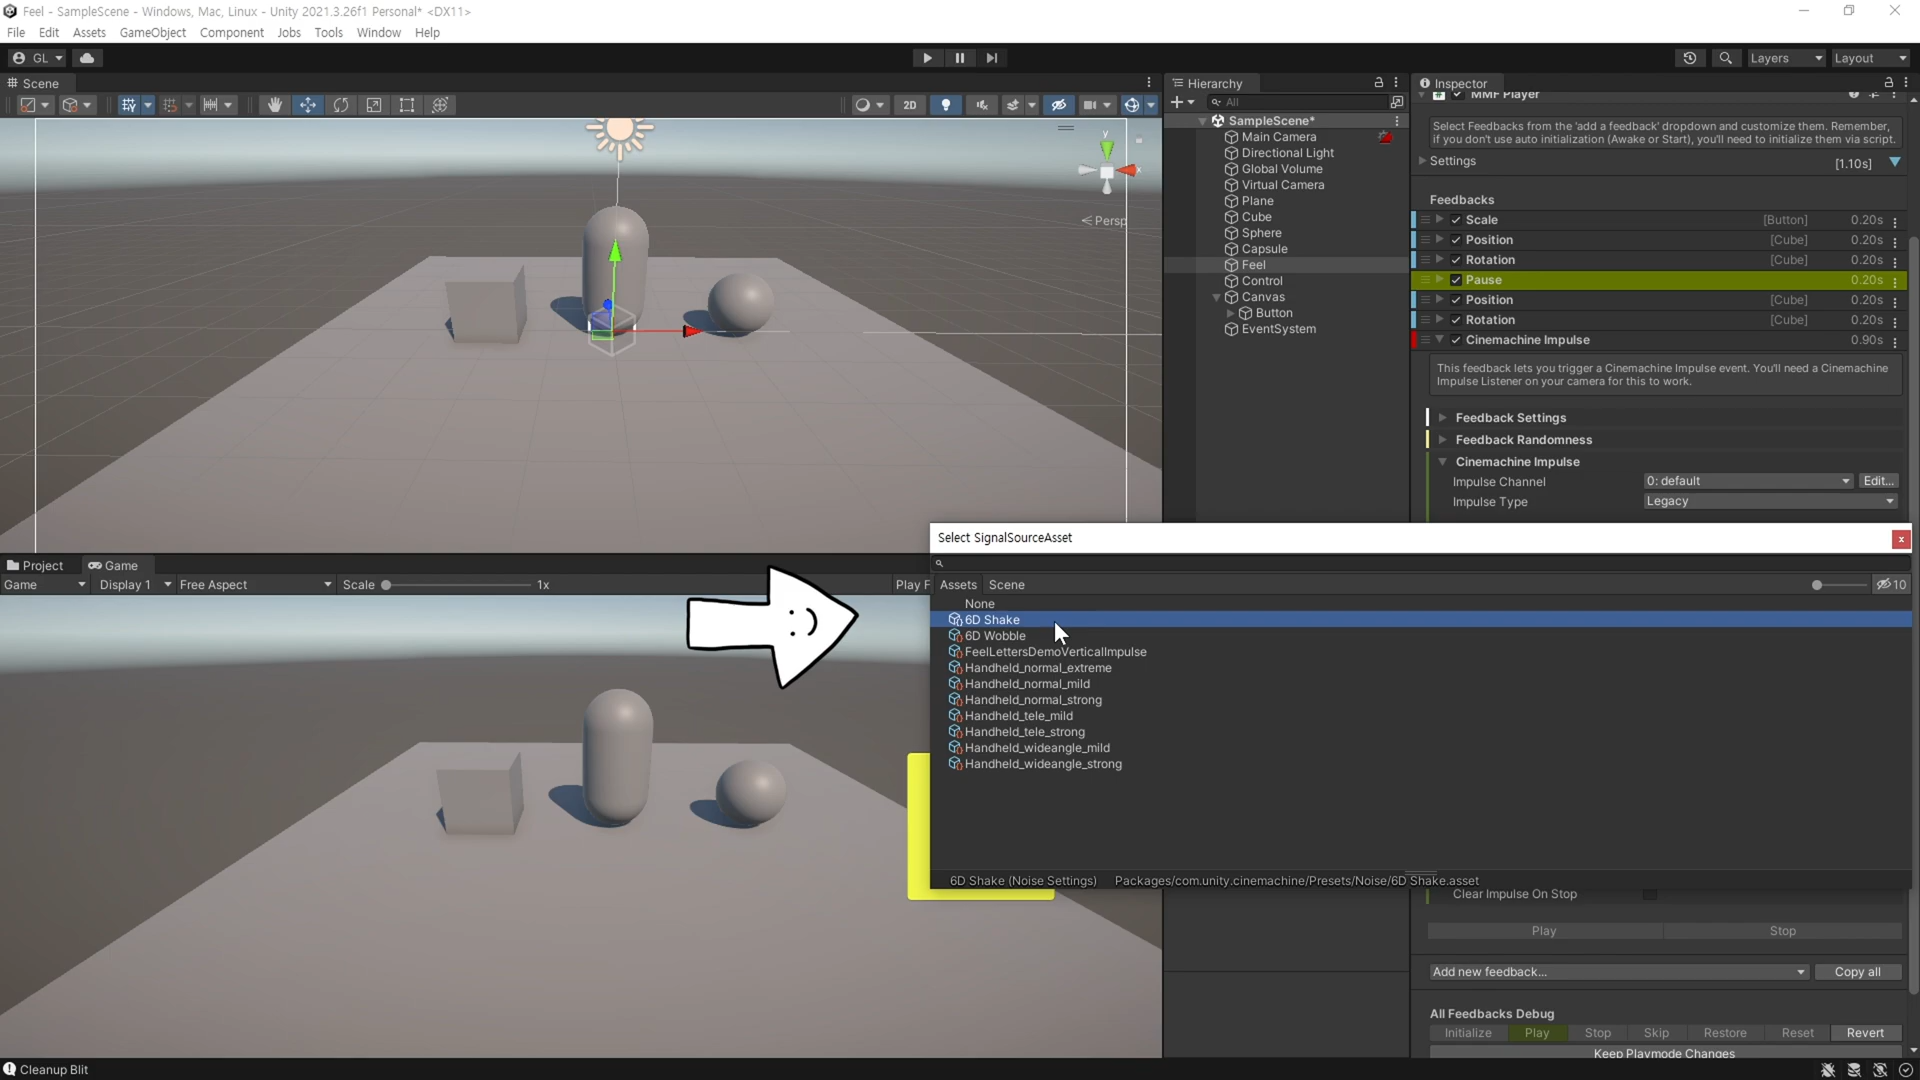 Feel - SampleScene - Windows, Mac, Linux - Unity 2021.3.26f1 Personal* <DX11>
File Edit Assets GameObject Component Jobs Tools Window Help
GL
Layers Layout
Scene
2D
y
x
< Persp
Hierarchy
All
SampleScene*
Main Camera
Directional Light
Global Volume
Virtual Camera
Plane
Cube
Sphere
Capsule
Feel
Control
Canvas
Button
EventSystem
Inspector
MMF Player
Select Feedbacks from the 'add a feedback' dropdown and customize them. Remember,
if you don't use auto initialization (Awake or Start), you'll need to initialize them via script.
Settings [1.10s]
Feedbacks
Scale [Button] 0.20s
Position [Cube] 0.20s
Rotation [Cube] 0.20s
Pause 0.20s
Position [Cube] 0.20s
Rotation [Cube] 0.20s
Cinemachine Impulse 0.90s
This feedback lets you trigger a Cinemachine Impulse event. You'll need a Cinemachine
Impulse Listener on your camera for this to work.
Feedback Settings
Feedback Randomness
Cinemachine Impulse
Impulse Channel 0: default Edit...
Impulse Type Legacy
Project Game
Game Display 1 Free Aspect Scale 1x Play F
Select SignalSourceAsset
x
Assets Scene 10
None
6D Shake
6D Wobble
FeelLettersDemoVerticalImpulse
Handheld_normal_extreme
Handheld_normal_mild
Handheld_normal_strong
Handheld_tele_mild
Handheld_tele_strong
Handheld_wideangle_mild
Handheld_wideangle_strong
6D Shake (Noise Settings) Packages/com.unity.cinemachine/Presets/Noise/6D Shake.asset
Clear Impulse On Stop
Play Stop
Add new feedback... Copy all
All Feedbacks Debug
Initialize Play Stop Skip Restore Reset Revert
Keep Playmode Changes
Cleanup Blit